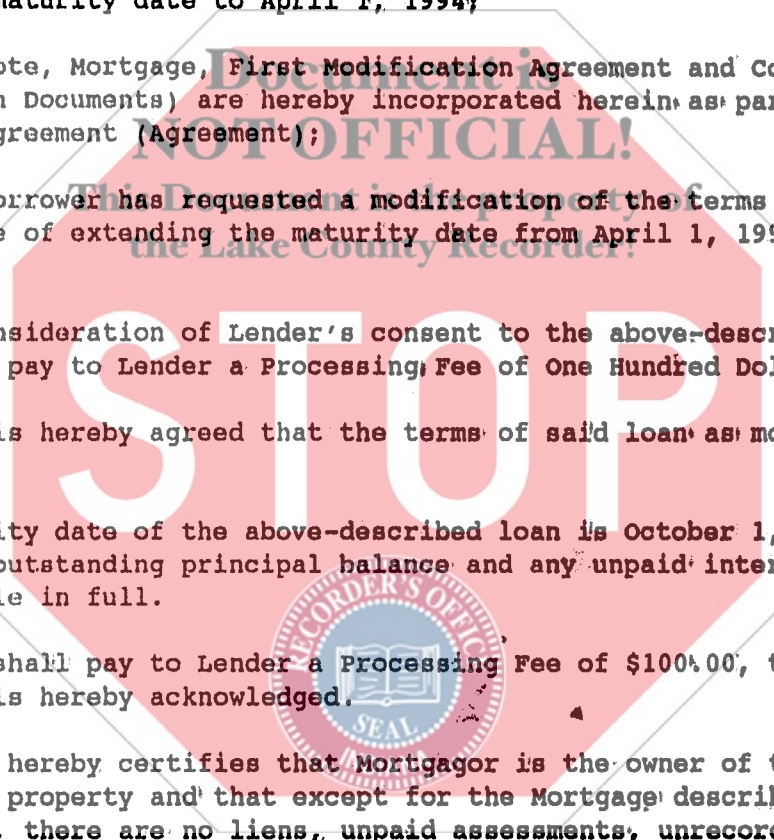 maturity date to April 1, 1994;
ote, Mortgage, First Modification Agreement and Co
n Documents) are hereby incorporated herein as par
greement (Agreement);
orrower has requested a modification of the terms
e of extending the maturity date from April 1, 199
nsideration of Lender's consent to the above-descri
pay to Lender a Processing Fee of One Hundred Dol
is hereby agreed that the terms of said loan as mo
ity date of the above-described loan is October 1,
outstanding principal balance and any unpaid inter
le in full.
shall pay to Lender a Processing Fee of $100.00, t
is hereby acknowledged.
hereby certifies that Mortgagor is the owner of t
property and that except for the Mortgage describ
there are no liens, unpaid assessments, unrecor
Document is
NOT OFFICIAL!
This Document is the property of
the Lake County Recorder!
STOP
RECORDER'S OFFIC
SEAL
INDIANA